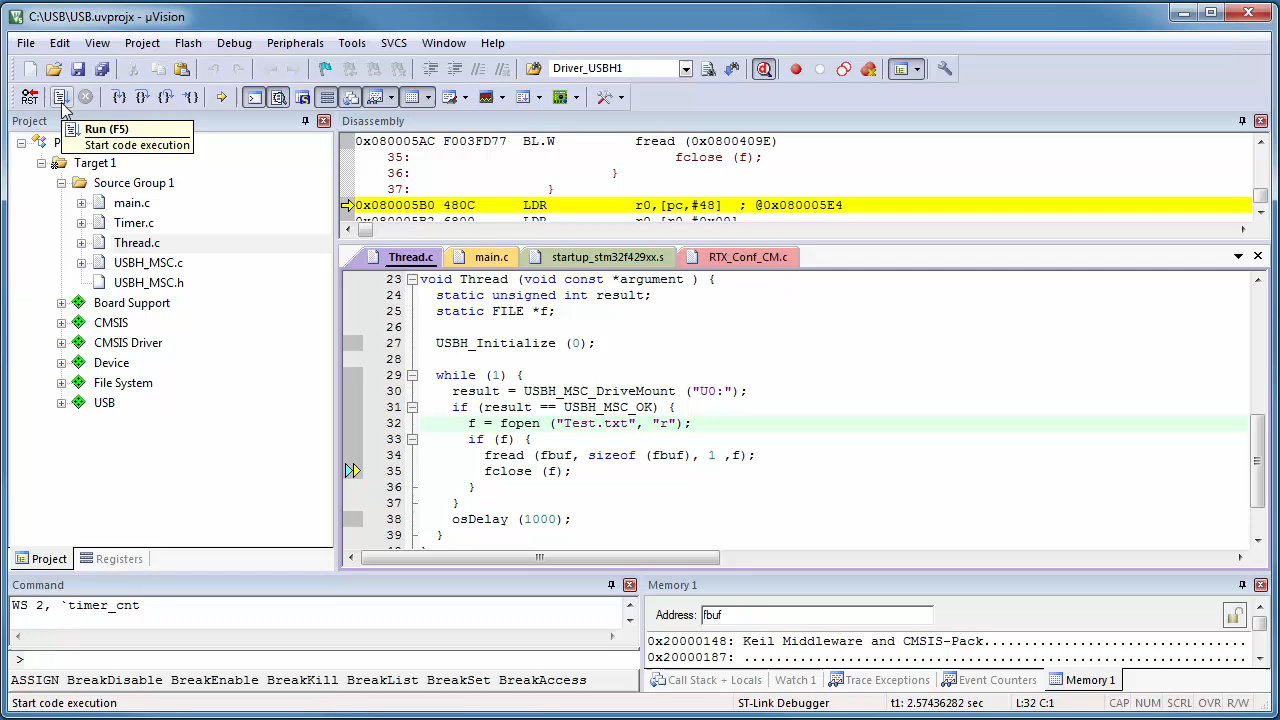 C:\USB\USB.uvprojx - µVision
File Edit View Project Flash Debug Peripherals Tools SVCS Window Help
Driver_USBH1
RST
Run (F5)
Start code execution
Project
P
Target 1
Source Group 1
main.c
Timer.c
Thread.c
USBH_MSC.c
USBH_MSC.h
Board Support
CMSIS
CMSIS Driver
Device
File System
USB
Project Registers
Disassembly
0x080005AC F003FD77 BL.W fread (0x0800409E)
35: fclose (f);
36: }
37: }
0x080005B0 480C LDR r0,[pc,#48] ; @0x080005E4
0x080005B2 6800 LDR r0,[r0,#0x00]
Thread.c main.c startup_stm32f429xx.s RTX_Conf_CM.c
23 void Thread (void const *argument ) {
24 static unsigned int result;
25 static FILE *f;
26
27 USBH_Initialize (0);
28
29 while (1) {
30 result = USBH_MSC_DriveMount ("U0:");
31 if (result == USBH_MSC_OK) {
32 f = fopen ("Test.txt", "r");
33 if (f) {
34 fread (fbuf, sizeof (fbuf), 1 ,f);
35 fclose (f);
36 }
37 }
38 osDelay (1000);
39 }
Command
WS 2, `timer_cnt
>
ASSIGN BreakDisable BreakEnable BreakKill BreakList BreakSet BreakAccess
Memory 1
Address: fbuf
0x20000148: Keil Middleware and CMSIS-Pack.................................
0x20000187: ...............................................................
Call Stack + Locals Watch 1 Trace Exceptions Event Counters Memory 1
Start code execution ST-Link Debugger t1: 2.57436282 sec L:32 C:1 CAP NUM SCRL OVR R/W